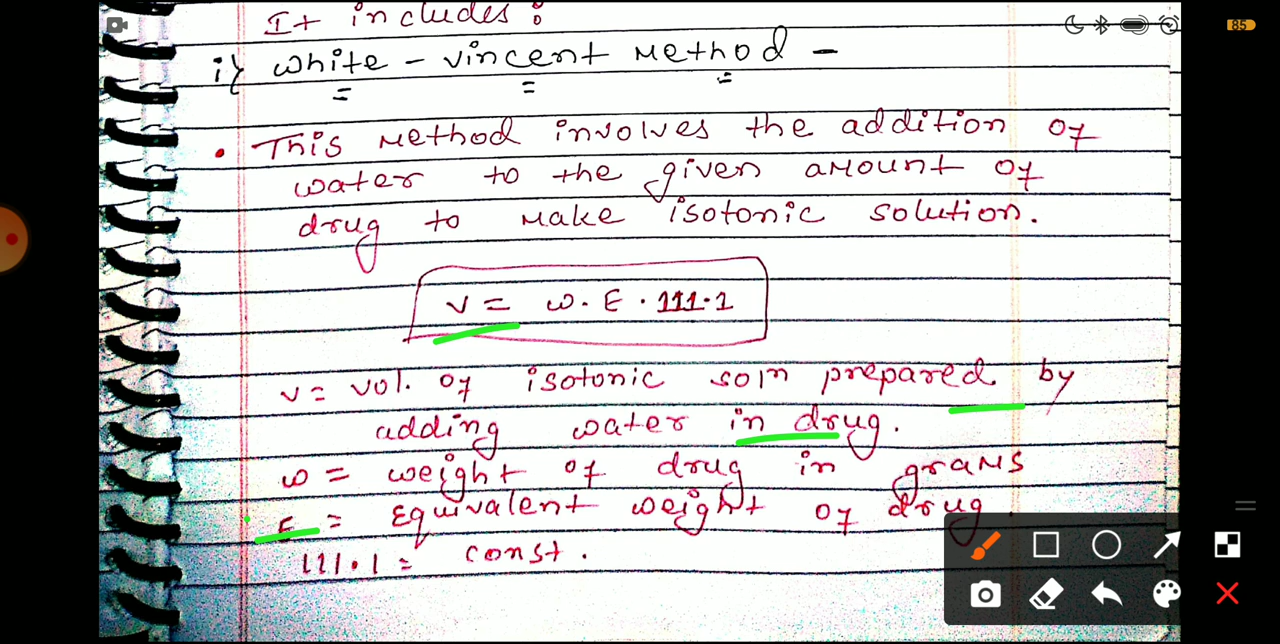 It includes:
i) White - Vincent Method -
• This Method involves the addition of
water to the given amount of
drug to Make isotonic solution.
V = W. E. 111.1
V = vol. of isotonic soln prepared by
adding water in drug.
W = weight of drug in grams
E = Equivalent weight of drug.
111.1 = const.
85